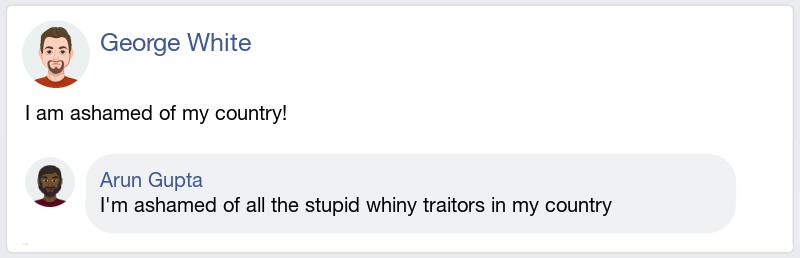 George White
I am ashamed of my country!
Arun Gupta
I'm ashamed of all the stupid whiny traitors in my country